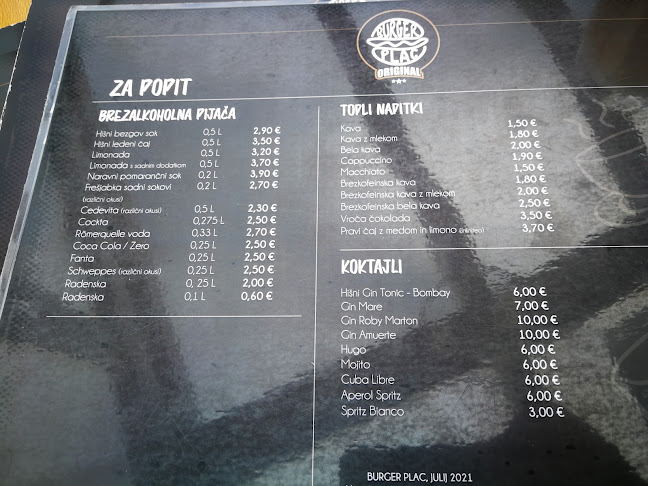 BURGER
PLAC
ORIGINAL
ZA POPIT
BREZALKOHOLNA PIJAČA
Hišni bezgov sok 0,5 L 2,90 €
Hišni ledeni čaj 0,5 L 3,50 €
Limonada 0,5 L 3,20 €
Limonada s sadnim dodatkom 0,5 L 3,70 €
Naravni pomarančni sok 0,2 L 3,90 €
Frešiabka sadni sokovi 0,2 L 2,70 €
(različni okusi)
Cedevita (različni okusi) 0,5 L 2,30 €
Cockta 0,275 L 2,50 €
Römerquelle voda 0,33 L 2,70 €
Coca Cola / Zero 0,25 L 2,50 €
Fanta 0,25 L 2,50 €
Schweppes (različni okusi) 0,25 L 2,50 €
Radenska 0, 25 L 2,00 €
Radenska 0,1 L 0,60 €
TOPLI NAPITKI
Kava 1,50 €
Kava z mlekom 1,80 €
Bela kava 2,00 €
Cappuccino 1,90 €
Macchiato 1,50 €
Brezkofeinska kava 1,80 €
Brezkofeinska kava z mlekom 2,00 €
Brezkofeinska bela kava 2,50 €
Vroča čokolada 3,50 €
Pravi čaj z medom in limono 3,70 €
KOKTAJLI
Hišni Gin Tonic - Bombay 6,00 €
Gin Mare 7,00 €
Gin Roby Marton 10,00 €
Gin Amuerte 10,00 €
Hugo 6,00 €
Mojito 6,00 €
Cuba Libre 6,00 €
Aperol Spritz 6,00 €
Spritz Blanco 3,00 €
BURGER PLAC, JULIJ 2021